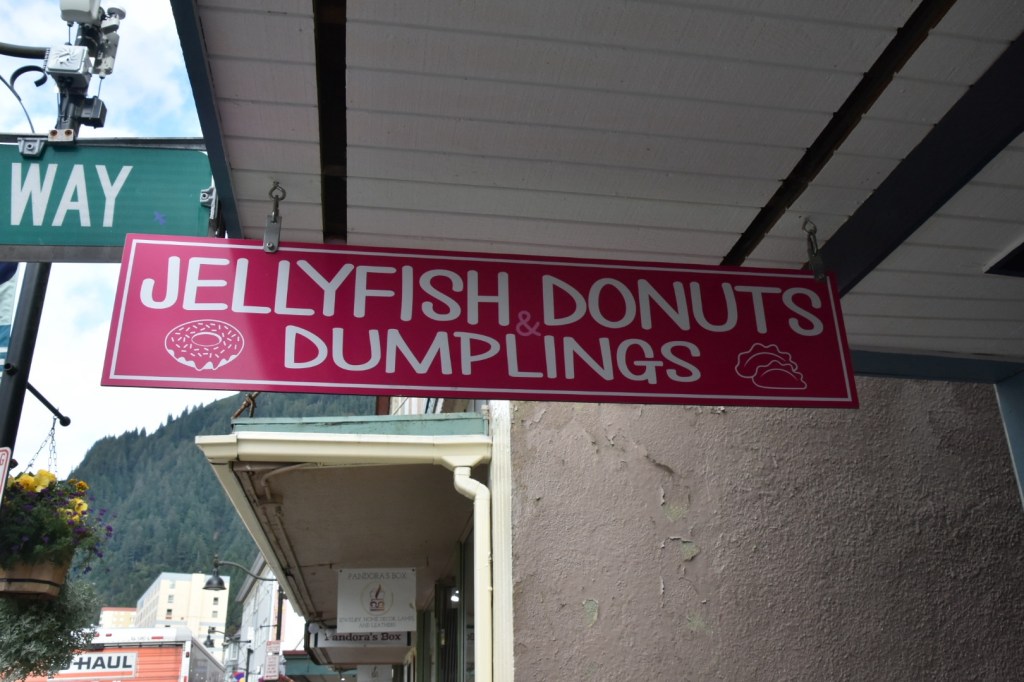 WAY
JELLYFISH DONUTS
&
DUMPLINGS
PANDORA'S BOX
Pandora's Box
U-HAUL